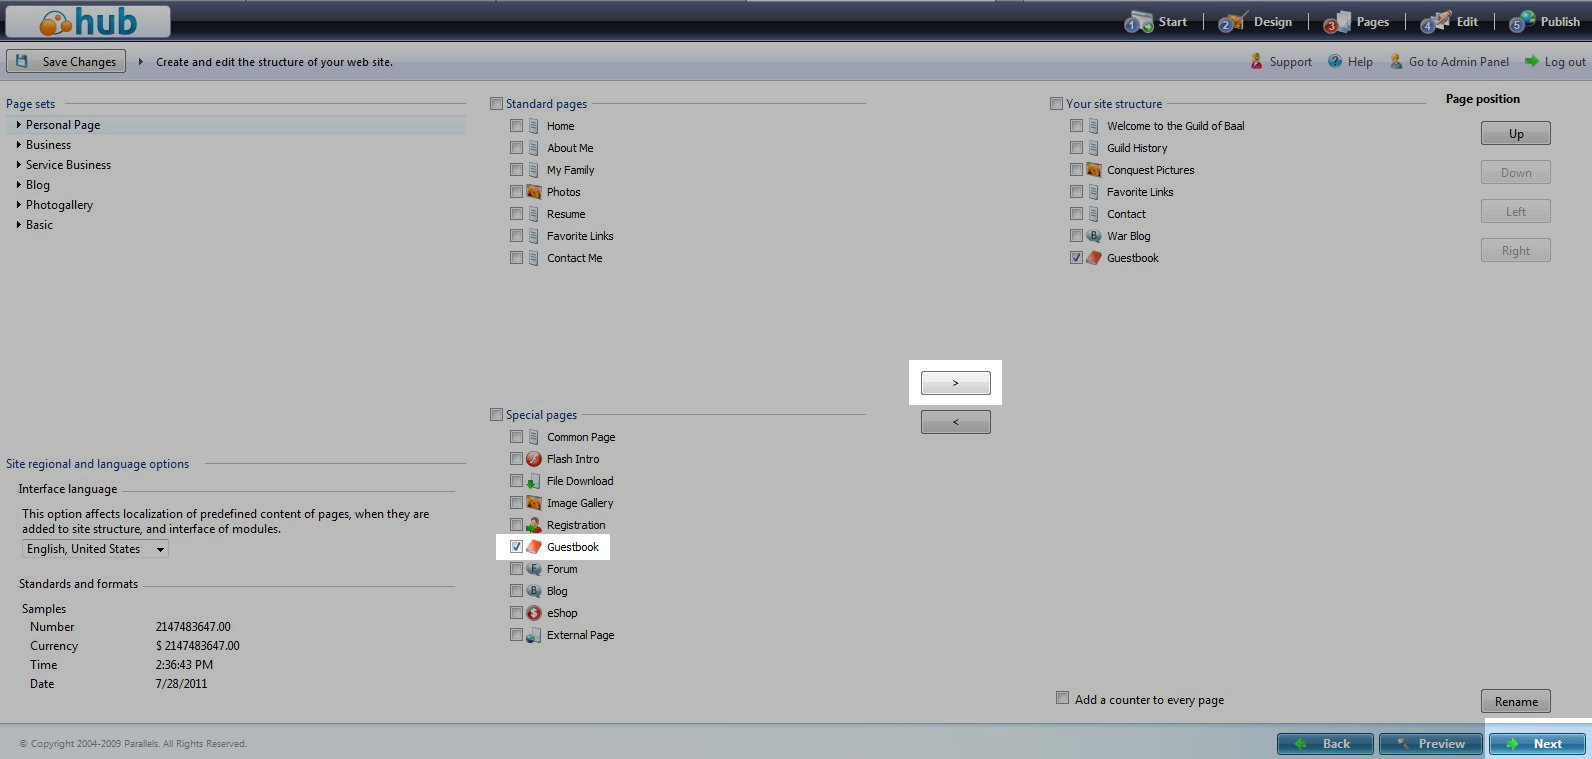 hub
1 Start
2 Design
3 Pages
4 Edit
5 Publish
Save Changes
Create and edit the structure of your web site.
Support
Help
Go to Admin Panel
Log out
Page sets
Personal Page
Business
Service Business
Blog
Photogallery
Basic
Site regional and language options
Interface language
This option affects localization of predefined content of pages, when they are
added to site structure, and interface of modules.
English, United States
Standards and formats
Samples
Number 2147483647.00
Currency $ 2147483647.00
Time 2:36:43 PM
Date 7/28/2011
Standard pages
Home
About Me
My Family
Photos
Resume
Favorite Links
Contact Me
Special pages
Common Page
Flash Intro
File Download
Image Gallery
Registration
Guestbook
Forum
Blog
eShop
External Page
>
<
Your site structure
Welcome to the Guild of Baal
Guild History
Conquest Pictures
Favorite Links
Contact
War Blog
Guestbook
Add a counter to every page
Page position
Up
Down
Left
Right
Rename
© Copyright 2004-2009 Parallels. All Rights Reserved.
Back
Preview
Next